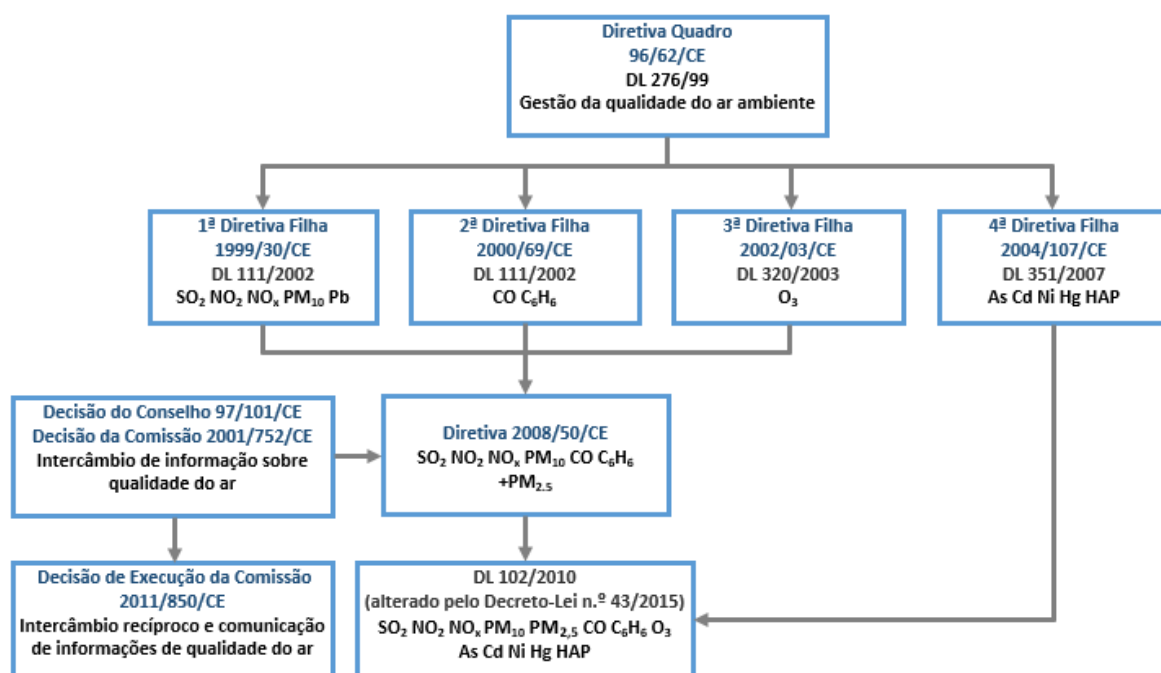 Diretiva Quadro
96/62/CE
DL 276/99
Gestão da qualidade do ar ambiente
1ª Diretiva Filha
1999/30/CE
DL 111/2002
SO₂ NO₂ NOₓ PM₁₀ Pb
2ª Diretiva Filha
2000/69/CE
DL 111/2002
CO C₆H₆
3ª Diretiva Filha
2002/03/CE
DL 320/2003
O₃
4ª Diretiva Filha
2004/107/CE
DL 351/2007
As Cd Ni Hg HAP
Decisão do Conselho 97/101/CE
Decisão da Comissão 2001/752/CE
Intercâmbio de informação sobre
qualidade do ar
Diretiva 2008/50/CE
SO₂ NO₂ NOₓ PM₁₀ CO C₆H₆
+PM₂.₅
Decisão de Execução da Comissão
2011/850/CE
Intercâmbio recíproco e comunicação
de informações de qualidade do ar
DL 102/2010
(alterado pelo Decreto-Lei n.º 43/2015)
SO₂ NO₂ NOₓ PM₁₀ PM₂,₅ CO C₆H₆ O₃
As Cd Ni Hg HAP